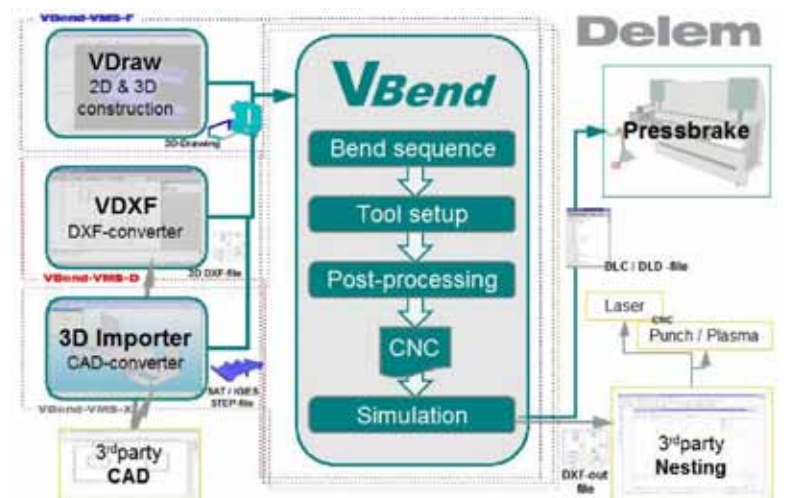 VBend-VMS-F
Delem
VDraw
2D & 3D
construction
3D-Drawing
VDXF
DXF-converter
2D DXF-file
VBend-VMS-D
3D Importer
CAD-converter
SAT / IGES
STEP-file
VBend-VMS-X
3rdparty
CAD
VBend
Bend sequence
Tool setup
Post-processing
CNC
Simulation
Pressbrake
DLC / DLD -file
Laser
CNC
Punch / Plasma
DXF-out
file
3rdparty
Nesting